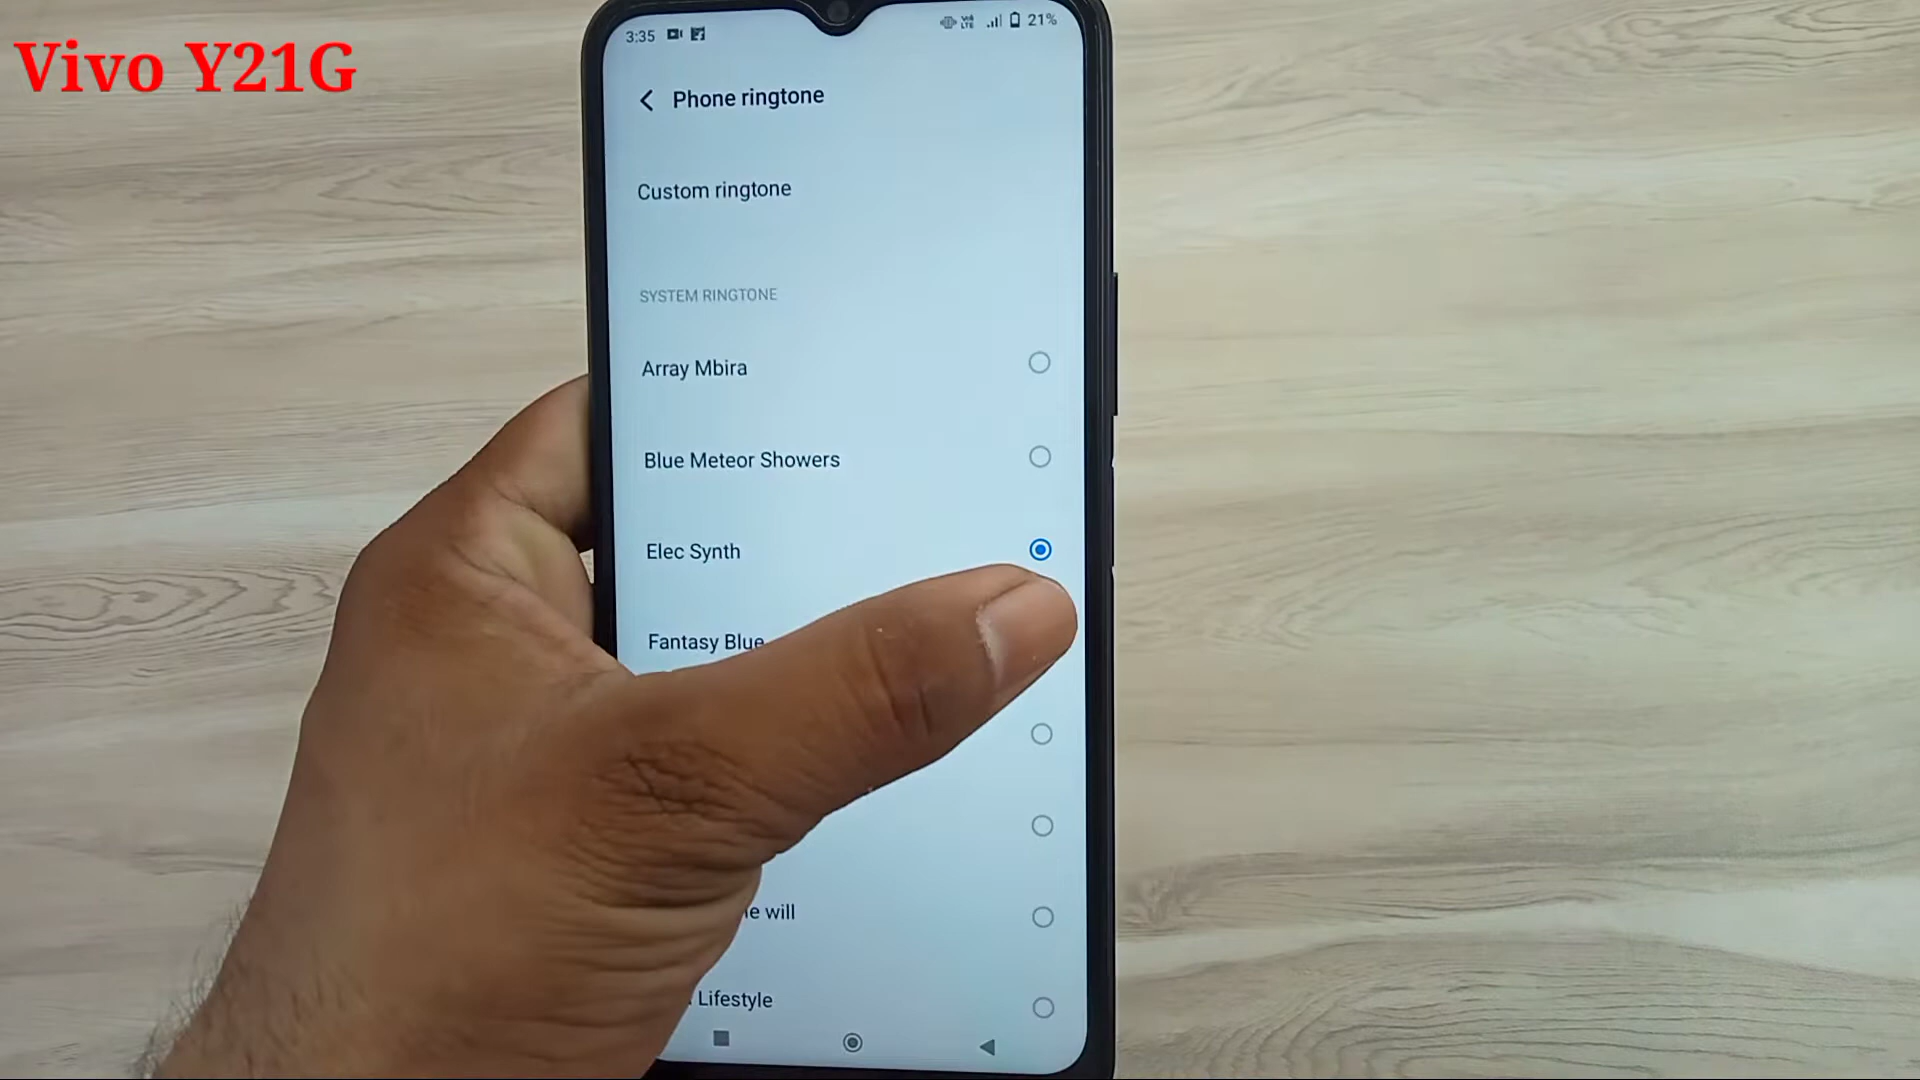 Vivo Y21G
3:35
21%
Phone ringtone
Custom ringtone
SYSTEM RINGTONE
Array Mbira
Blue Meteor Showers
Elec Synth
Fantasy Blue
will
Lifestyle